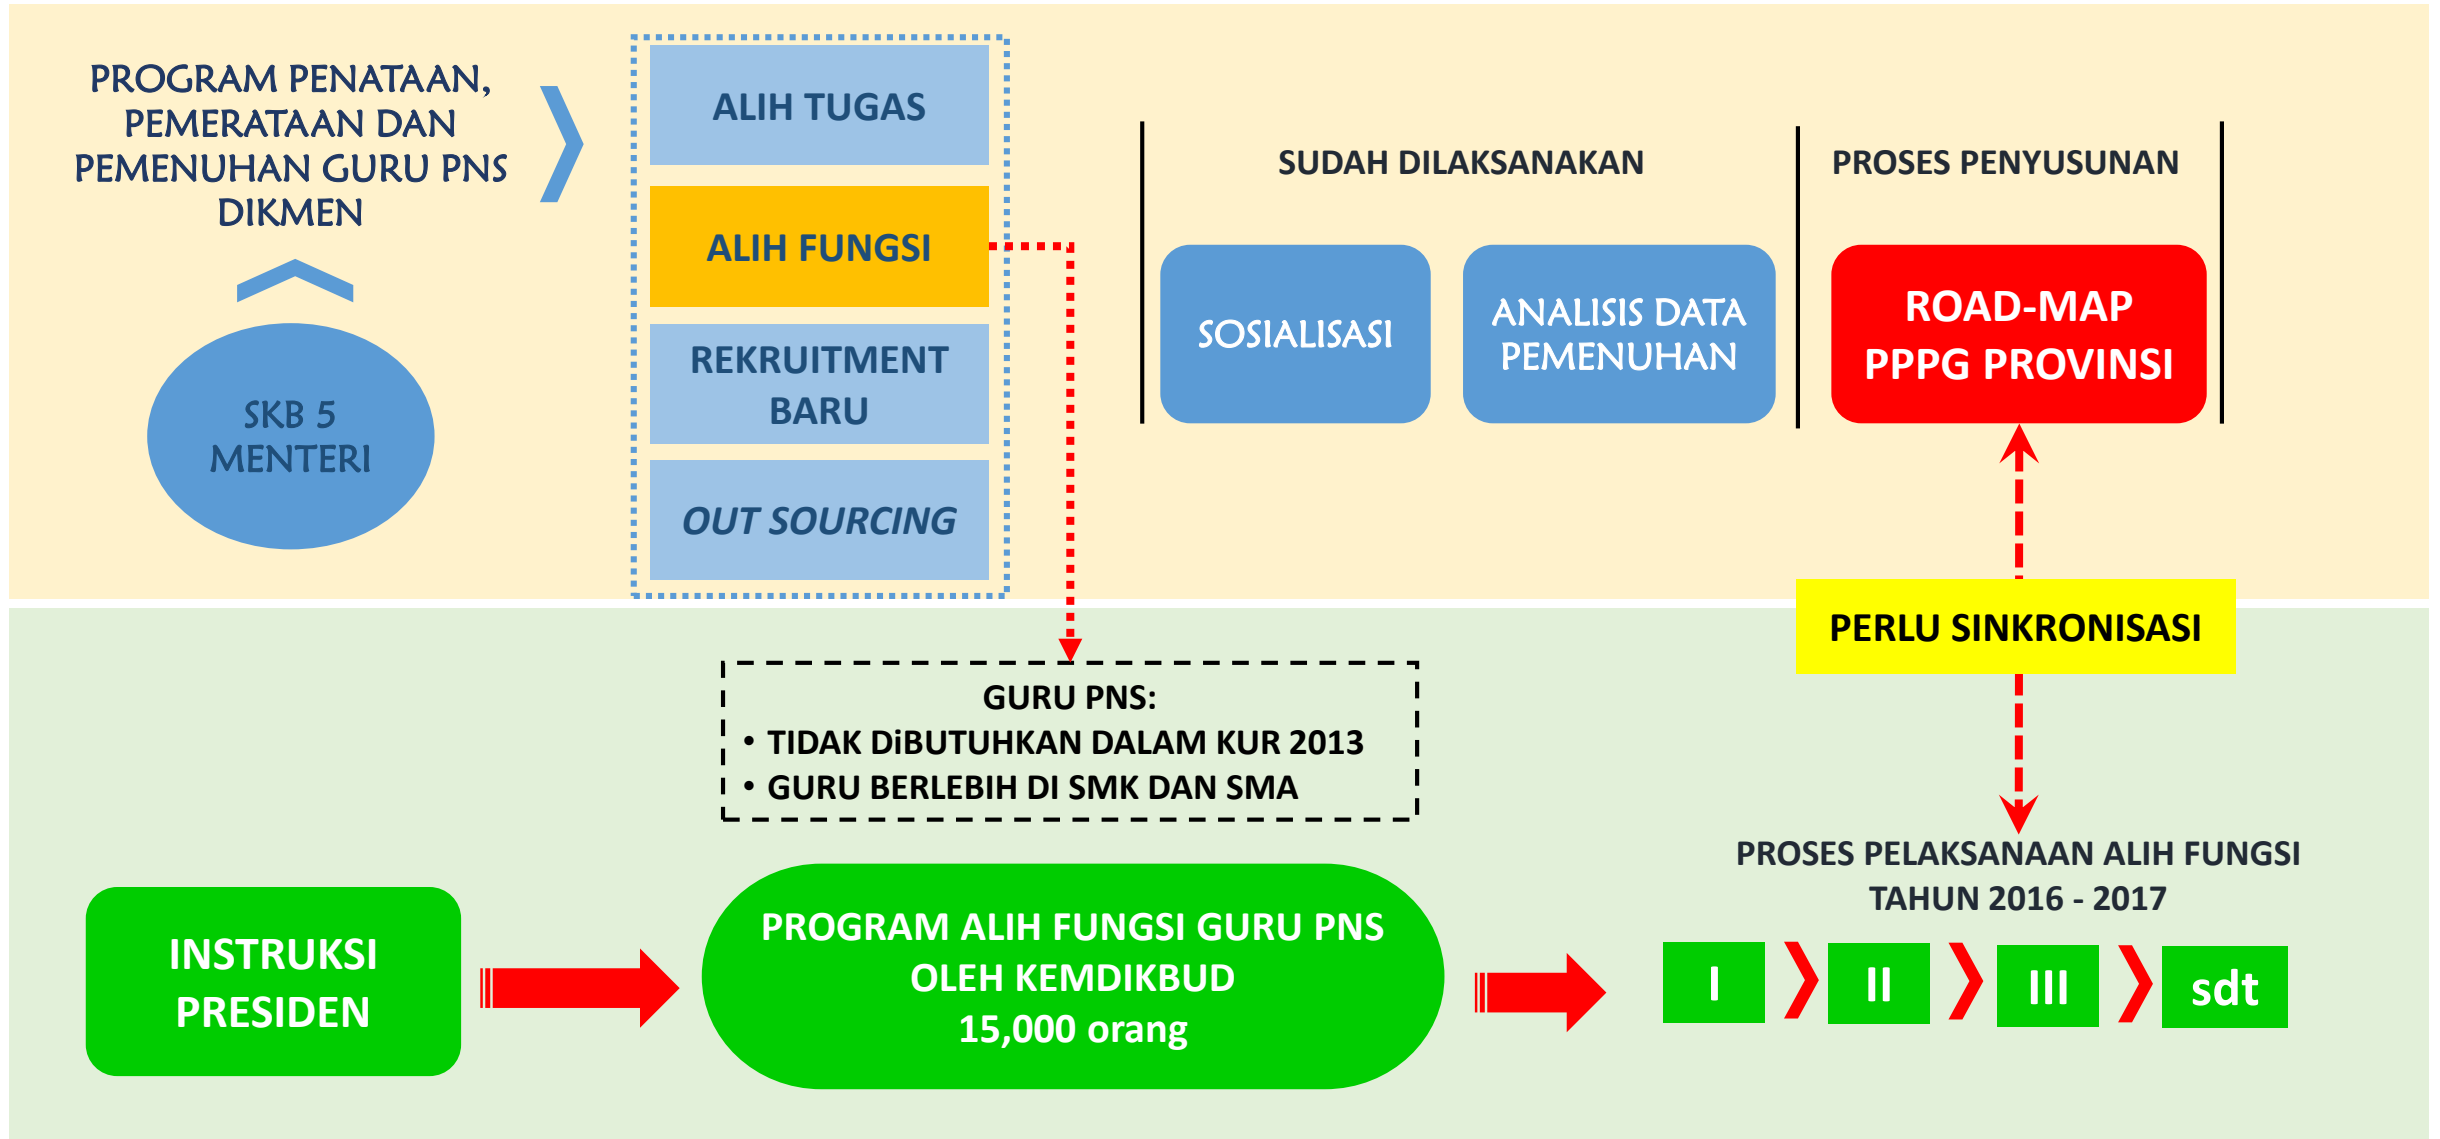 PROGRAM PENATAAN,
PEMERATAAN DAN
PEMENUHAN GURU PNS
DIKMEN
SKB 5
MENTERI
ALIH TUGAS
ALIH FUNGSI
REKRUITMENT
BARU
OUT SOURCING
SUDAH DILAKSANAKAN
SOSIALISASI
ANALISIS DATA
PEMENUHAN
PROSES PENYUSUNAN
ROAD-MAP
PPPG PROVINSI
PERLU SINKRONISASI
GURU PNS:
• TIDAK DiBUTUHKAN DALAM KUR 2013
• GURU BERLEBIH DI SMK DAN SMA
INSTRUKSI
PRESIDEN
PROGRAM ALIH FUNGSI GURU PNS
OLEH KEMDIKBUD
15,000 orang
PROSES PELAKSANAAN ALIH FUNGSI
TAHUN 2016 - 2017
I
II
III
sdt